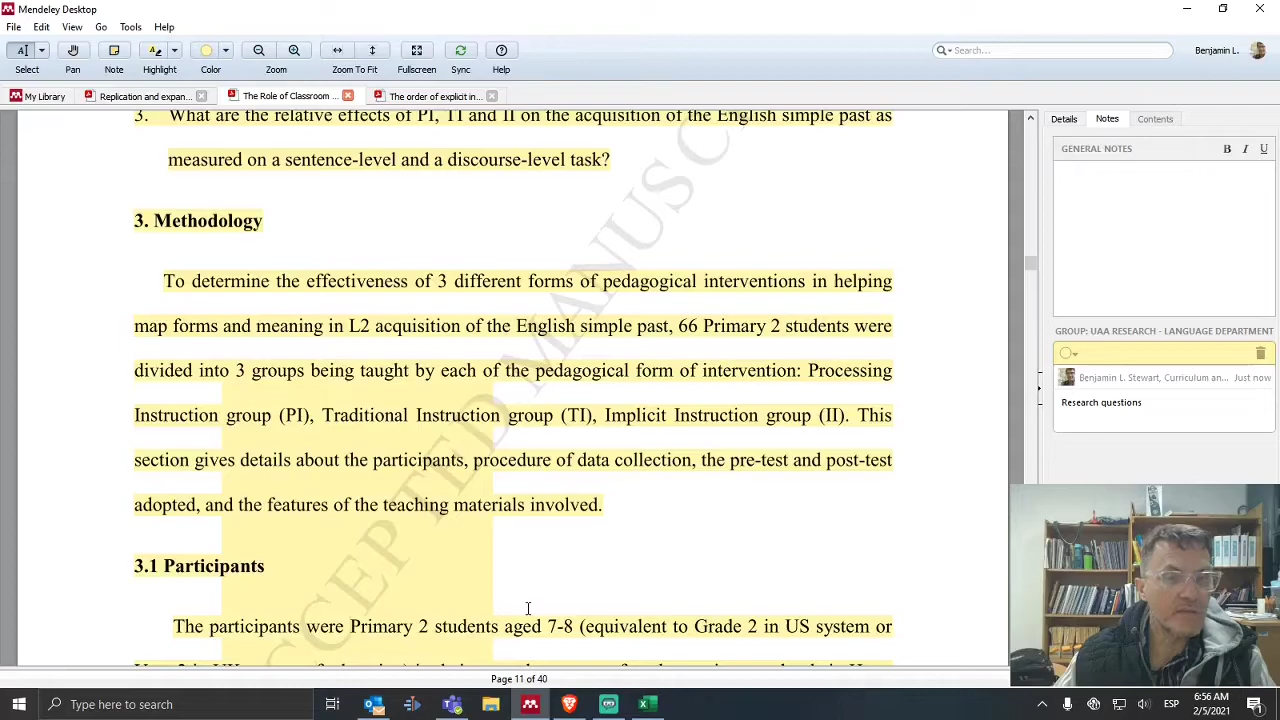 Mendeley Desktop
File Edit View Go Tools Help
Select Pan Note Highlight Color Zoom Zoom To Fit Fullscreen Sync Help
Search...
Benjamin L.
My Library Replication and expan... The Role of Classroom ... The order of explicit in...
3. What are the relative effects of PI, TI and II on the acquisition of the English simple past as
measured on a sentence-level and a discourse-level task?
3. Methodology
To determine the effectiveness of 3 different forms of pedagogical interventions in helping
map forms and meaning in L2 acquisition of the English simple past, 66 Primary 2 students were
divided into 3 groups being taught by each of the pedagogical form of intervention: Processing
Instruction group (PI), Traditional Instruction group (TI), Implicit Instruction group (II). This
section gives details about the participants, procedure of data collection, the pre-test and post-test
adopted, and the features of the teaching materials involved.
3.1 Participants
The participants were Primary 2 students aged 7-8 (equivalent to Grade 2 in US system or
CCEPTED MANUSC
Page 11 of 40
Details Notes Contents
GENERAL NOTES B I U
GROUP: UAA RESEARCH - LANGUAGE DEPARTMENT
Benjamin L. Stewart, Curriculum an... Just now
Research questions
Type here to search
ESP
6:56 AM
2/5/2021